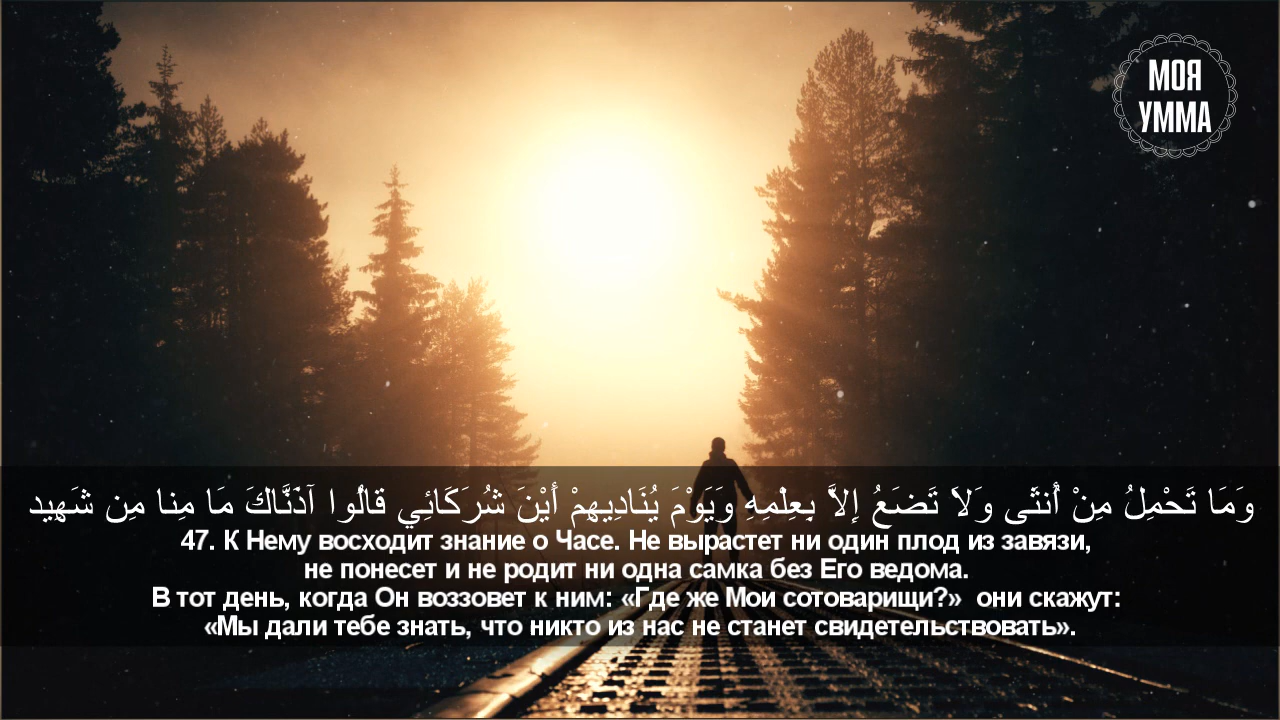 МОЯ
УММА
وَمَا تَحْمِلُ مِنْ أُنثَى وَلَا تَضَعُ إِلاَّ بِعِلْمِهِ وَيَوْمَ يُنَادِيهِمْ أَيْنَ شُرَكَائِي قَالُوا آذَنَّاكَ مَا مِنا مِن شَهِيد
47. К Нему восходит знание о Часе. Не вырастет ни один плод из завязи,
не понесет и не родит ни одна самка без Его ведома.
В тот день, когда Он воззовет к ним: «Где же Мои сотоварищи?» они скажут:
«Мы дали тебе знать, что никто из нас не станет свидетельствовать».